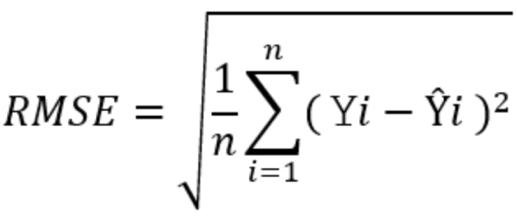 RMSE = √(1/n ∑_{i=1}^{n} (Yi − Ŷi)²)